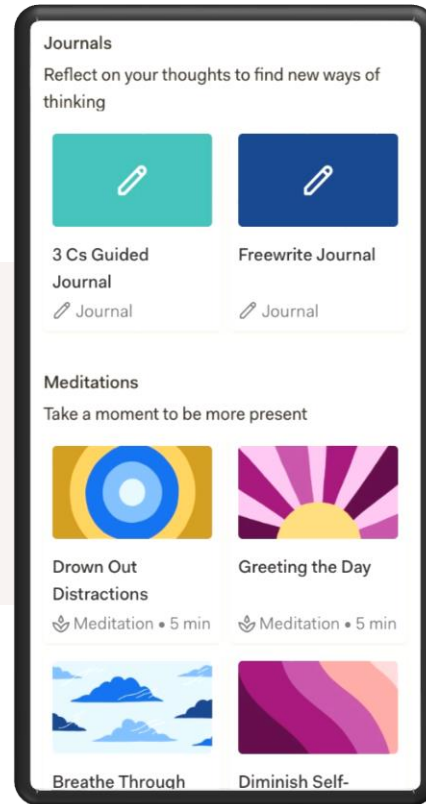 Journals
Reflect on your thoughts to find new ways of
thinking
3 Cs Guided
Journal
Journal
Freewrite Journal
Journal
Meditations
Take a moment to be more present
Drown Out
Distractions
Meditation • 5 min
Greeting the Day
Meditation • 5 min
Breathe Through
Diminish Self-